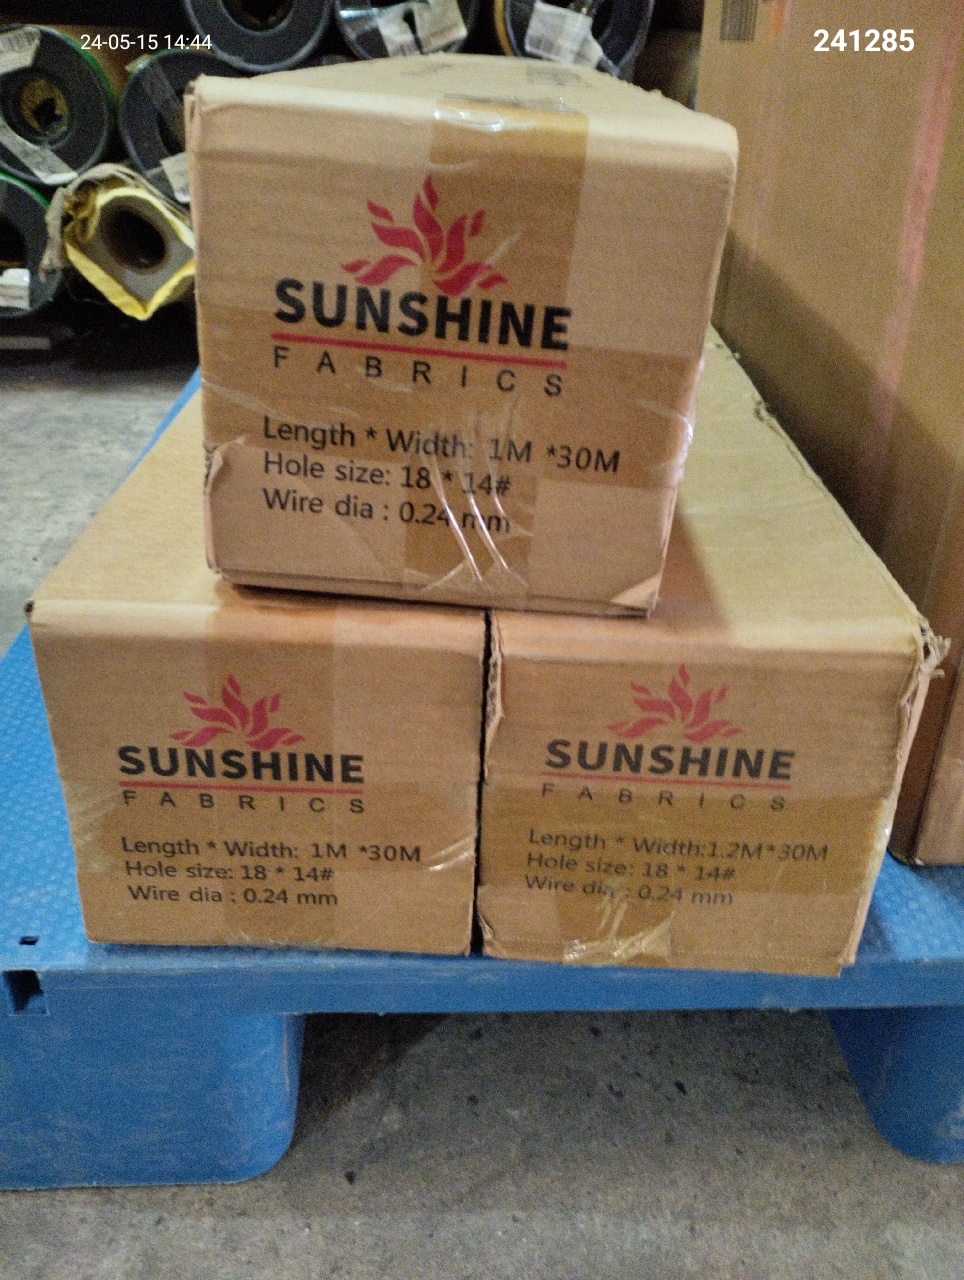 24-05-15 14:44
241285
SUNSHINE
FABRICS
Length * Width: 1M *30M
Hole size: 18 * 14#
Wire dia : 0.24 mm
SUNSHINE
FABRICS
Length * Width: 1M *30M
Hole size: 18 * 14#
Wire dia : 0.24 mm
SUNSHINE
FABRICS
Length * Width:1.2M*30M
Hole size: 18 * 14#
Wire dia : 0.24 mm